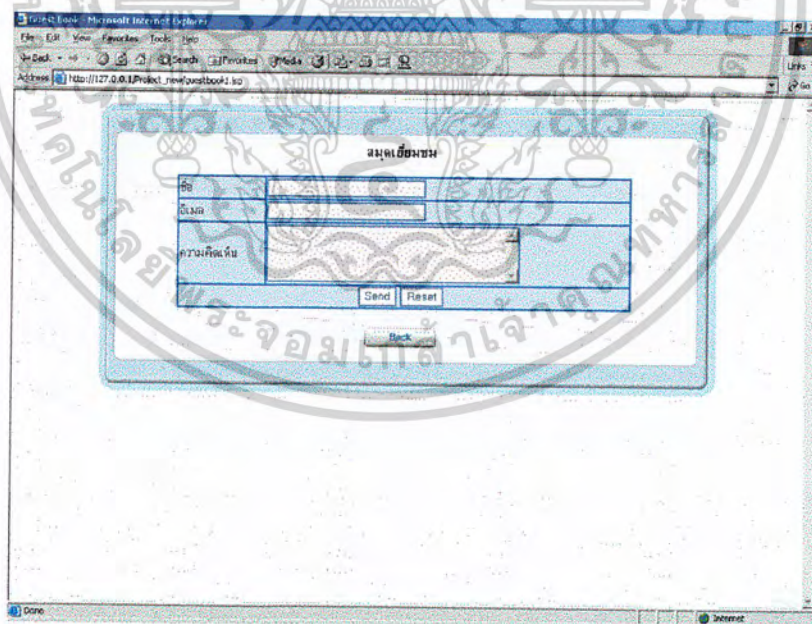 Guest Book - Microsoft Internet Explorer
File Edit View Favorites Tools Help
Back Search Favorites Media
Address http://127.0.0.1/Project_new/guestbook1.jsp Go
Links
สมุดเยี่ยมชม
ชื่อ
อีเมล
ความคิดเห็น
Send Reset
Back
Done Internet